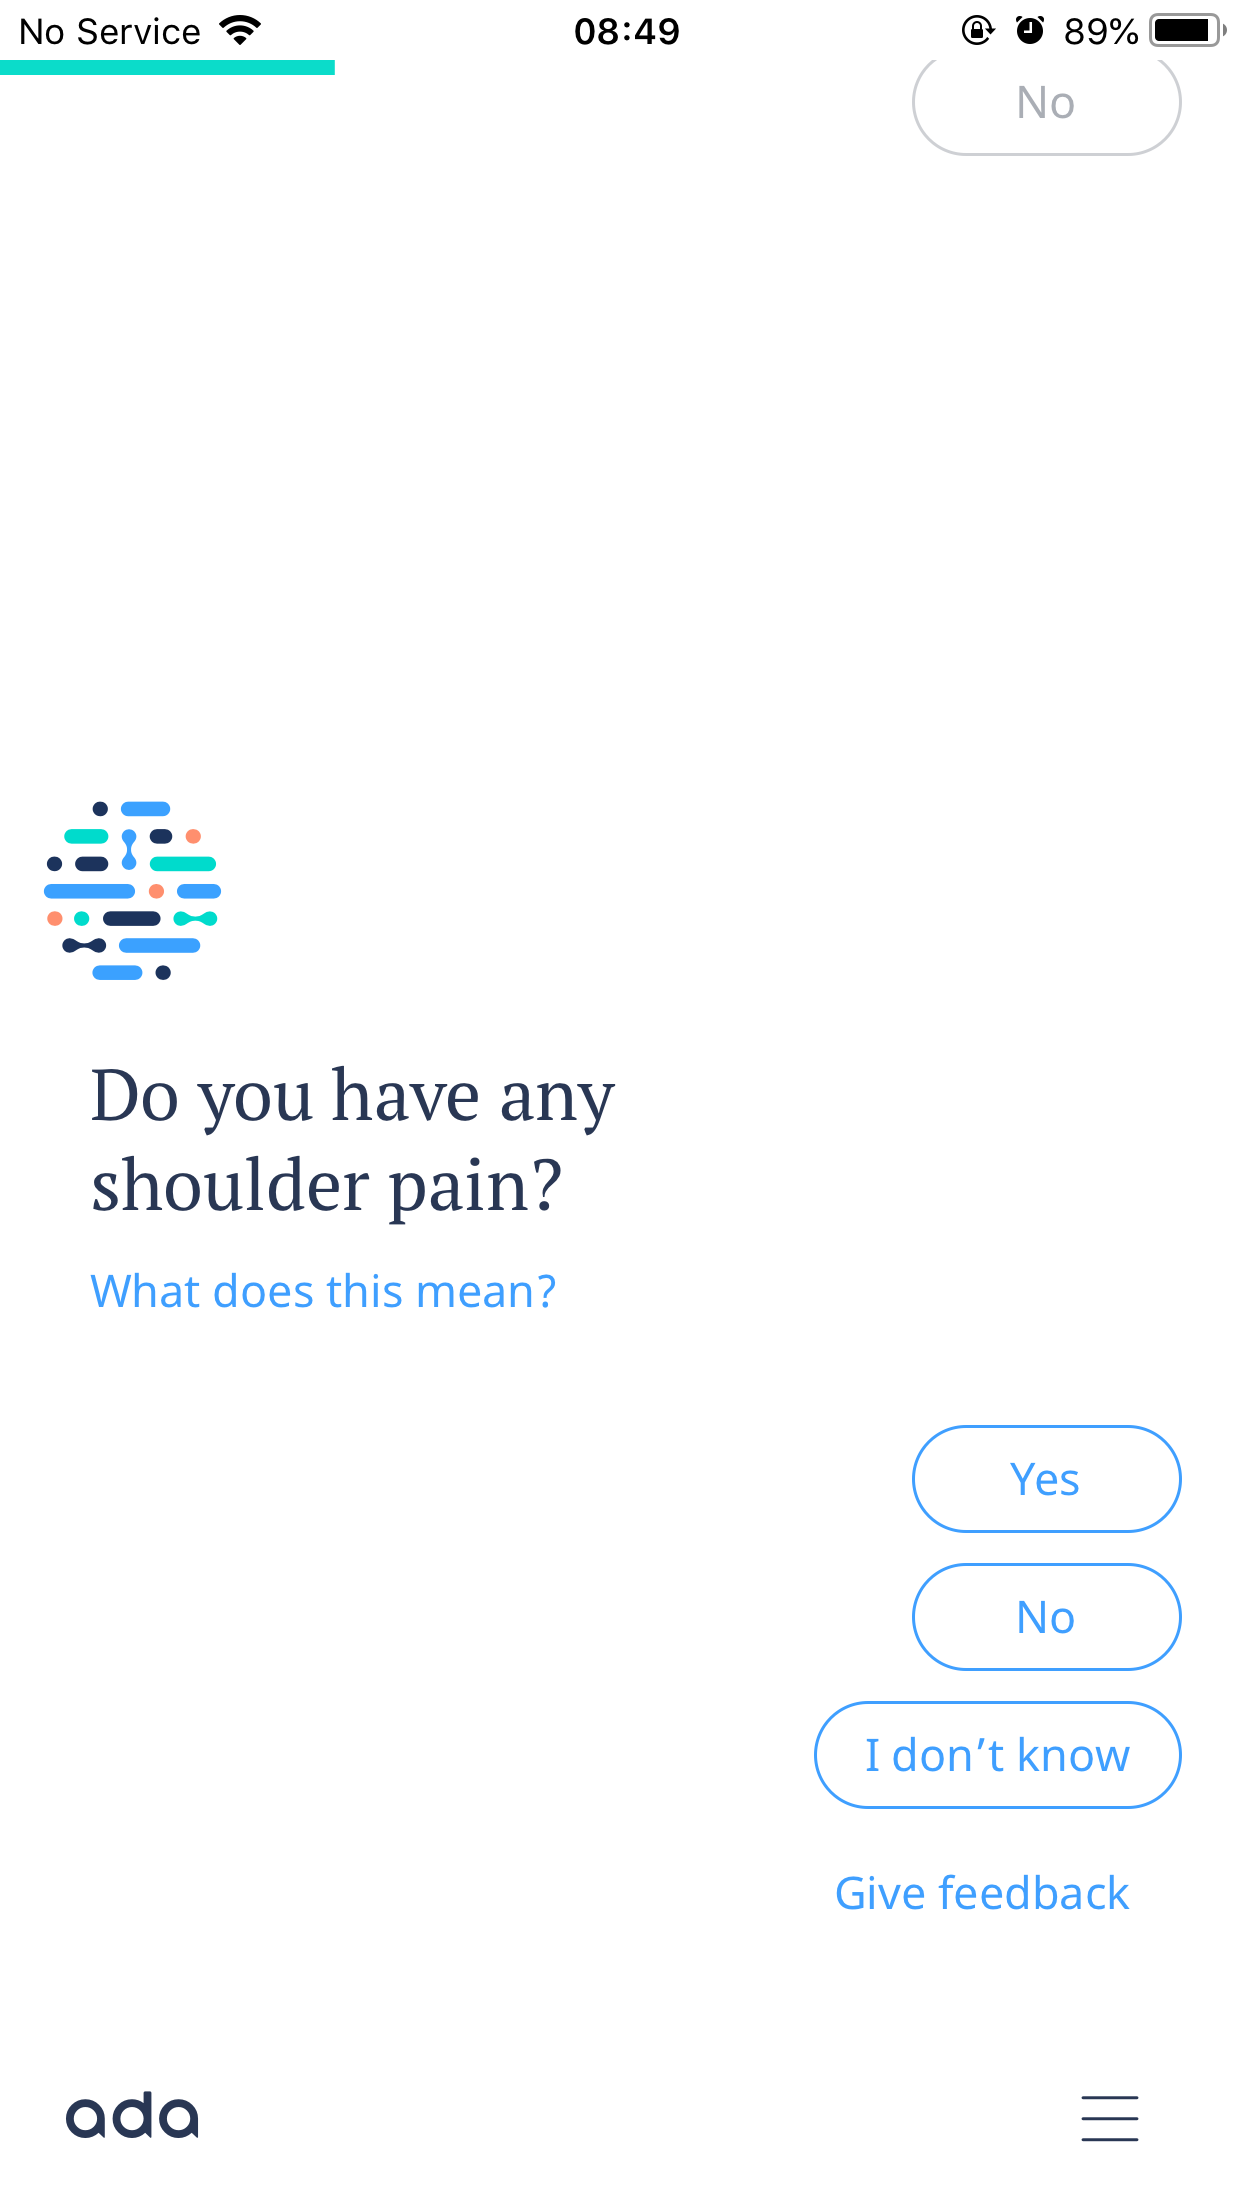 No Service 08:49 89%
No
Do you have any
shoulder pain?
What does this mean?
Yes
No
I don’t know
Give feedback
ada